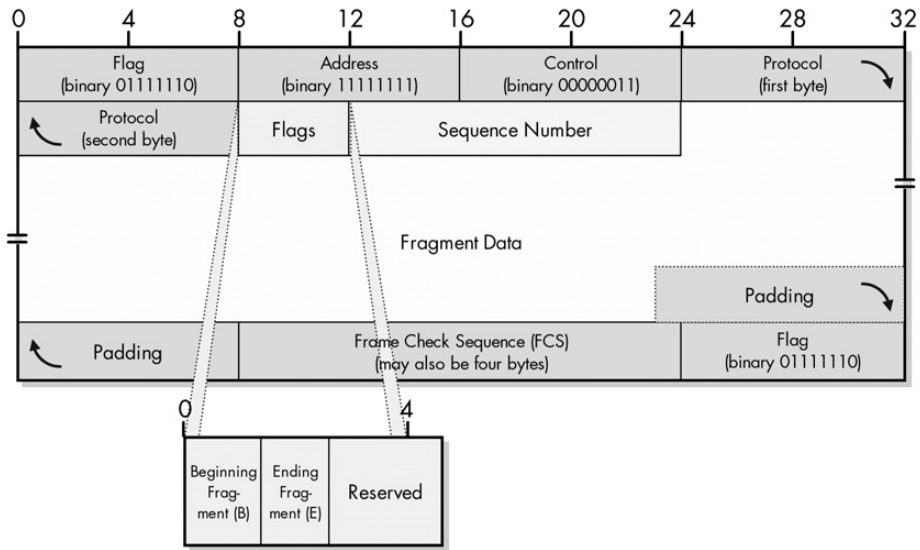 0 4 8 12 16 20 24 28 32
Flag
(binary 01111110)
Address
(binary 11111111)
Control
(binary 00000011)
Protocol
(first byte)
Protocol
(second byte)
Flags
Sequence Number
Fragment Data
Padding
Padding
Frame Check Sequence (FCS)
(may also be four bytes)
Flag
(binary 01111110)
0 4
Beginning
Frag-
ment (B)
Ending
Frag-
ment (E)
Reserved